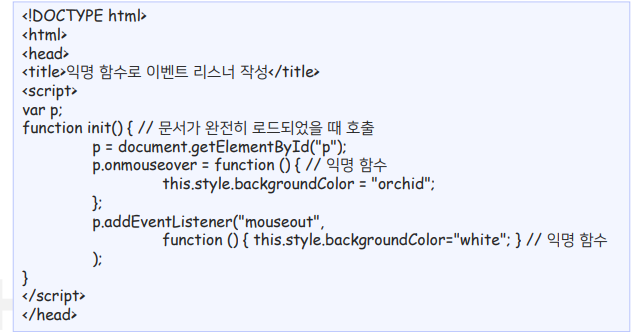 <!DOCTYPE html>
<html>
<head>
<title>익명 함수로 이벤트 리스너 작성</title>
<script>
var p;
function init() { // 문서가 완전히 로드되었을 때 호출
p = document.getElementById("p");
p.onmouseover = function () { // 익명 함수
this.style.backgroundColor = "orchid";
};
p.addEventListener("mouseout",
function () { this.style.backgroundColor="white"; } // 익명 함수
);
}
</script>
</head>